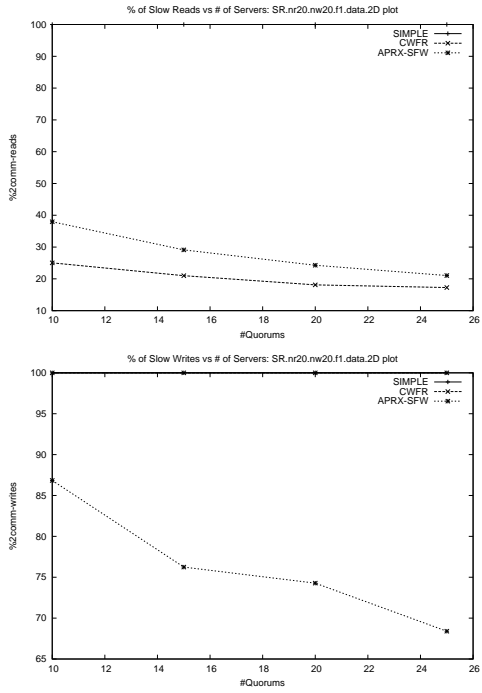 % of Slow Reads vs # of Servers: SR.nr20.nw20.f1.data.2D plot
100
90
80
70
60
50
40
30
20
10
%2comm-reads
SIMPLE
CWFR
APRX-SFW
10 12 14 16 18 20 22 24 26
#Quorums
% of Slow Writes vs # of Servers: SR.nr20.nw20.f1.data.2D plot
100
95
90
85
80
75
70
65
%2comm-writes
SIMPLE
CWFR
APRX-SFW
10 12 14 16 18 20 22 24 26
#Quorums